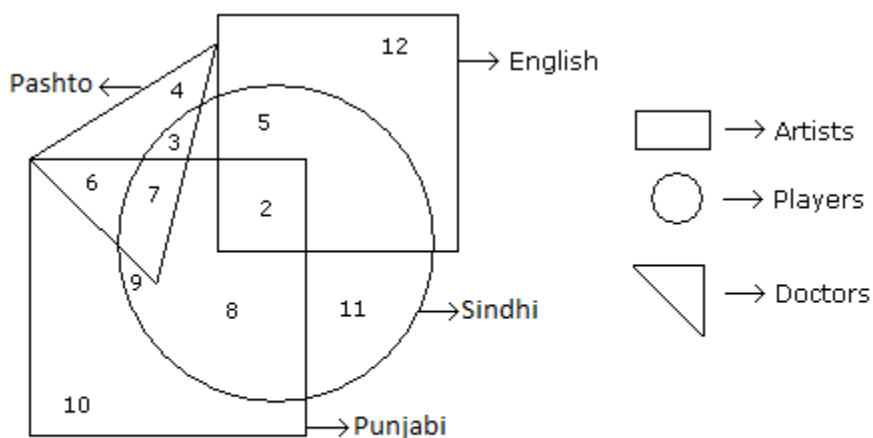 12
English
Pashto
4
5
Artists
3
6
7
2
Players
9
8
11
Sindhi
Doctors
10
Punjabi